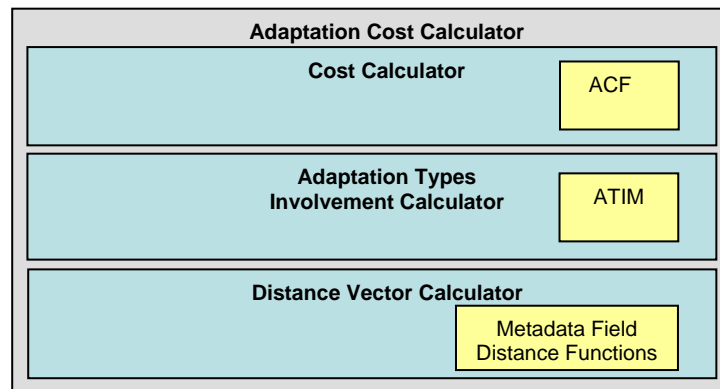 Adaptation Cost Calculator
Cost Calculator
ACF
Adaptation Types
Involvement Calculator
ATIM
Distance Vector Calculator
Metadata Field
Distance Functions